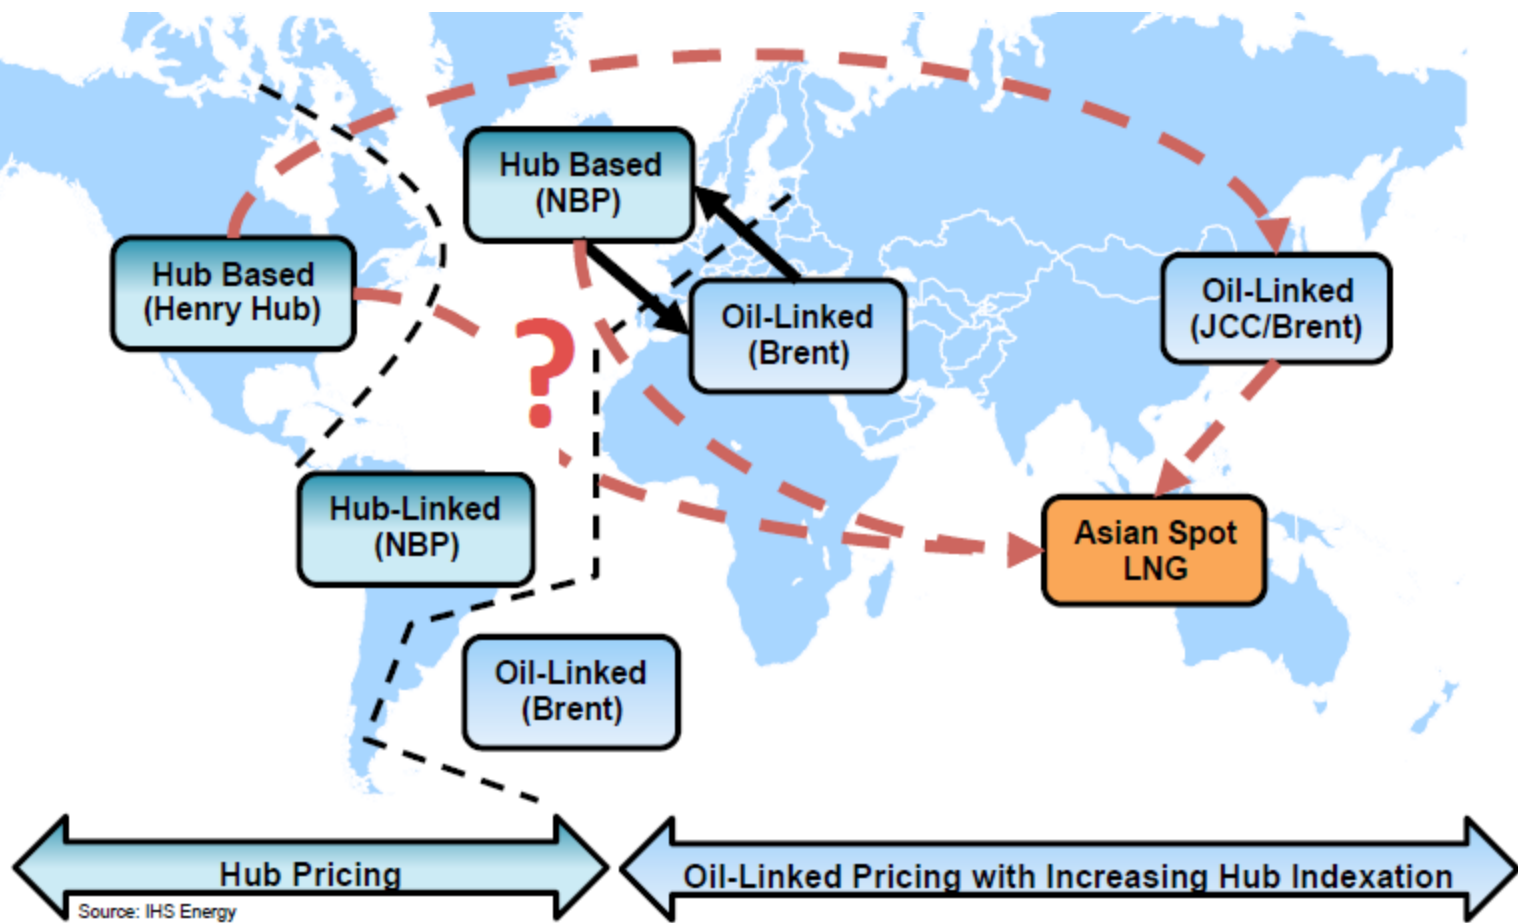 Hub Based
(NBP)
Hub Based
(Henry Hub)
Oil-Linked
(Brent)
Oil-Linked
(JCC/Brent)
?
Hub-Linked
(NBP)
Asian Spot
LNG
Oil-Linked
(Brent)
Hub Pricing
Oil-Linked Pricing with Increasing Hub Indexation
Source: IHS Energy